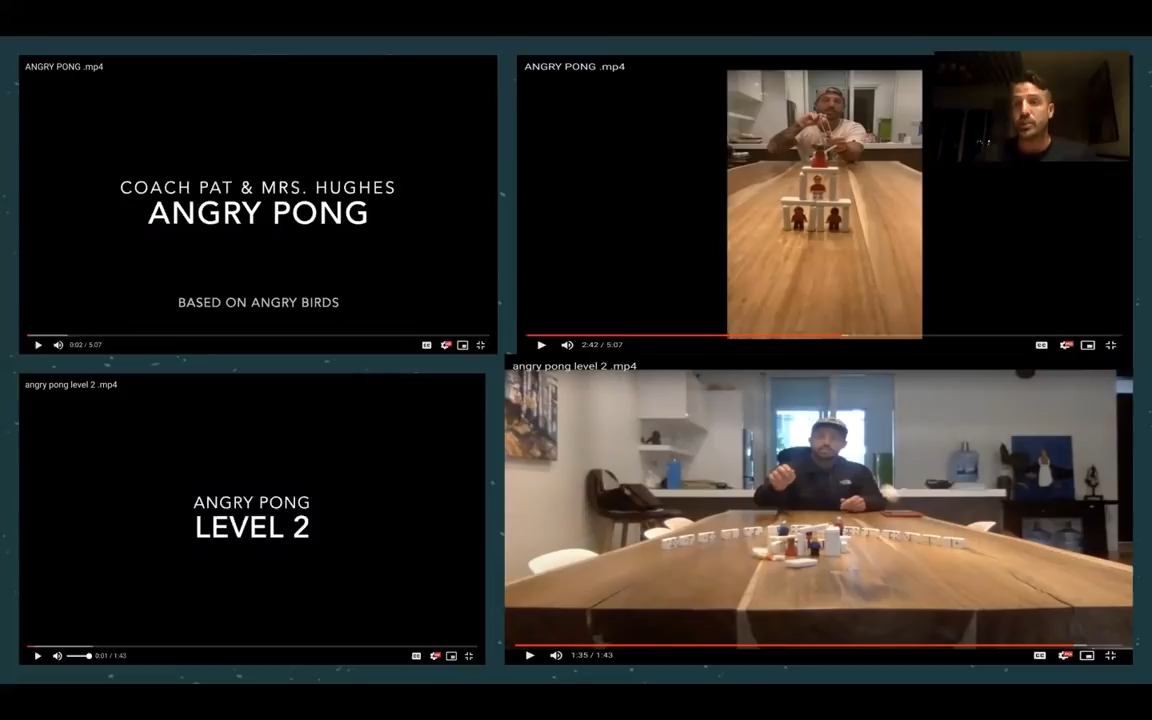 ANGRY PONG .mp4
COACH PAT & MRS. HUGHES
ANGRY PONG
BASED ON ANGRY BIRDS
0:02 / 5:07
ANGRY PONG .mp4
2:42 / 5:07
angry pong level 2 .mp4
ANGRY PONG
LEVEL 2
0:01 / 1:43
angry pong level 2 .mp4
1:35 / 1:43